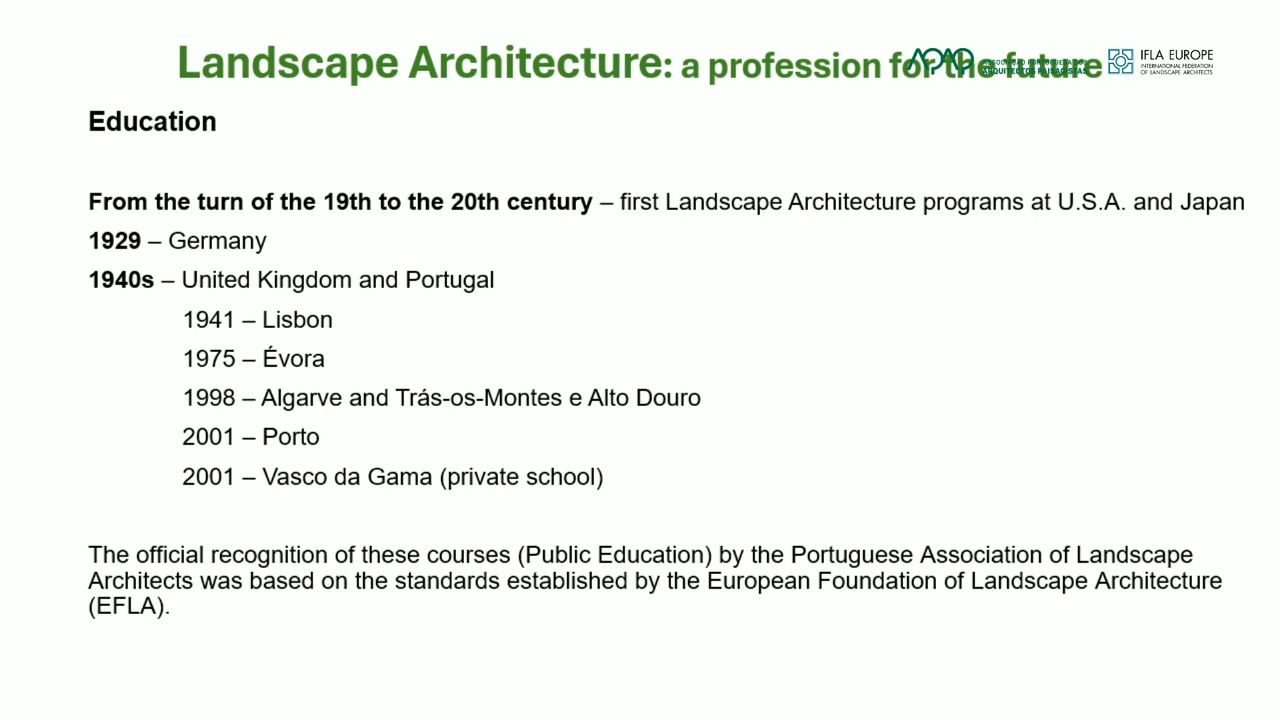 Landscape Architecture: a profession for the future
APAP
ARQUITECTOS PAISAGISTAS
IFLA EUROPE
INTERNATIONAL FEDERATION
OF LANDSCAPE ARCHITECTS
Education
From the turn of the 19th to the 20th century – first Landscape Architecture programs at U.S.A. and Japan
1929 – Germany
1940s – United Kingdom and Portugal
1941 – Lisbon
1975 – Évora
1998 – Algarve and Trás-os-Montes e Alto Douro
2001 – Porto
2001 – Vasco da Gama (private school)
The official recognition of these courses (Public Education) by the Portuguese Association of Landscape
Architects was based on the standards established by the European Foundation of Landscape Architecture
(EFLA).